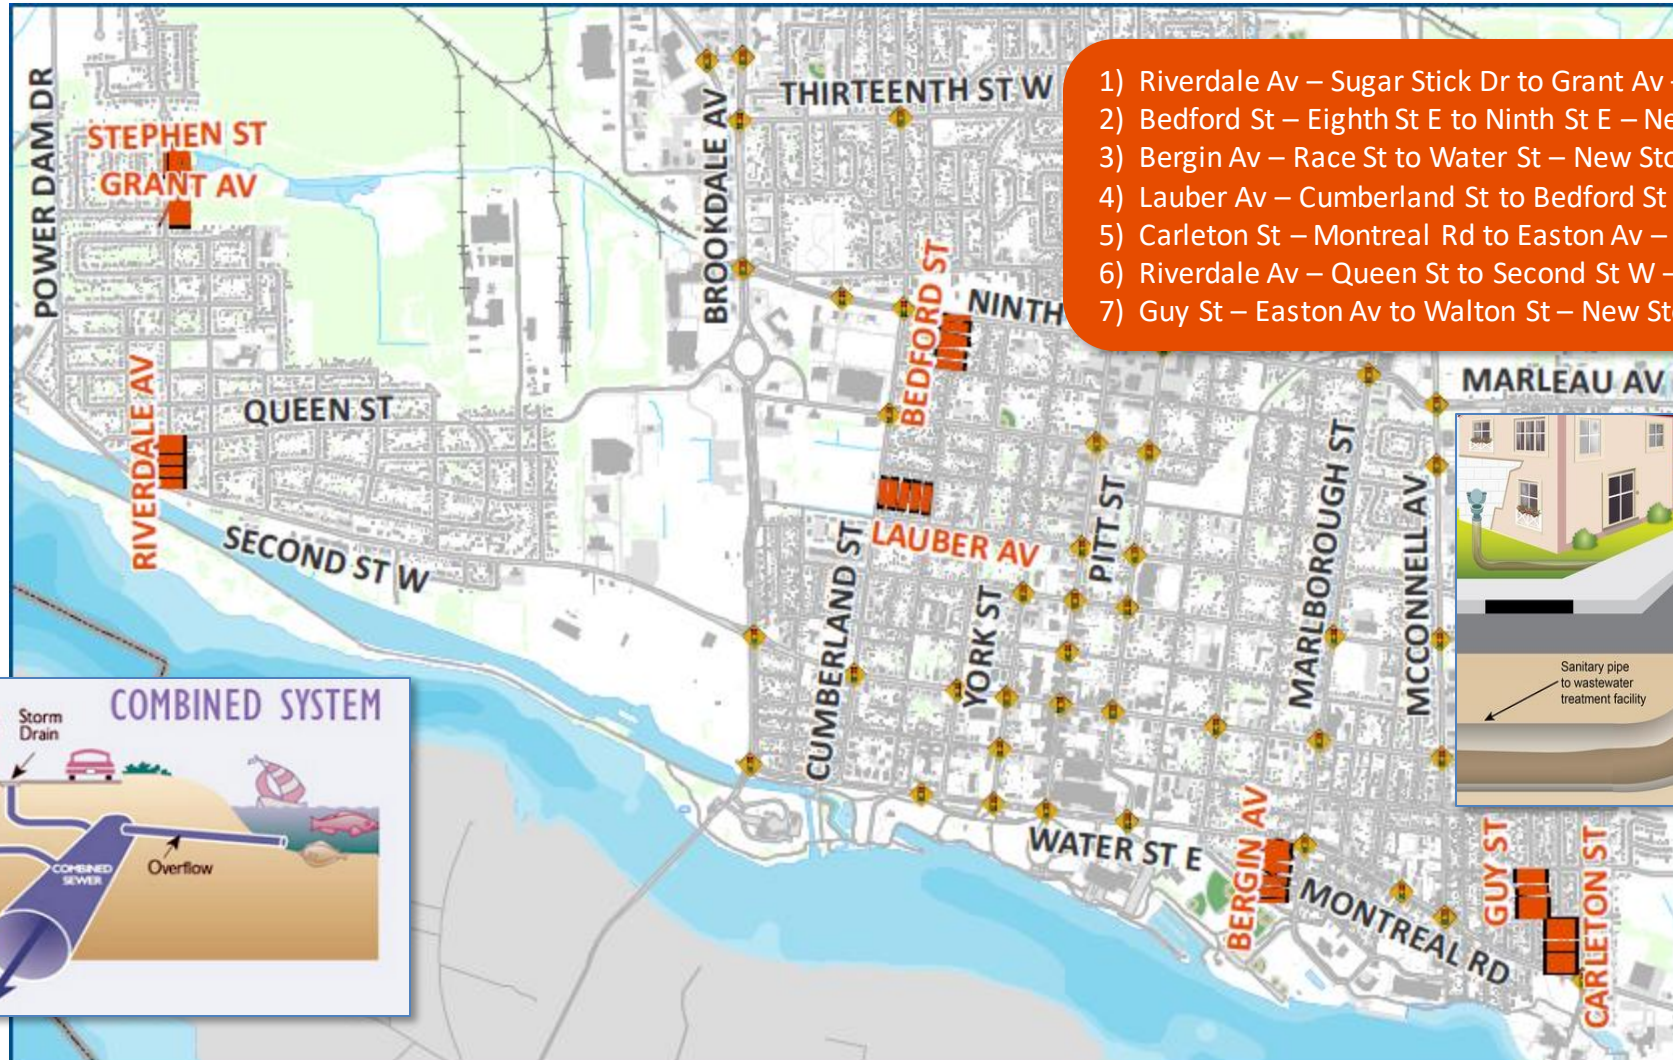 1) Riverdale Av – Sugar Stick Dr to Grant Av –
2) Bedford St – Eighth St E to Ninth St E – Ne
3) Bergin Av – Race St to Water St – New Sto
4) Lauber Av – Cumberland St to Bedford St
5) Carleton St – Montreal Rd to Easton Av –
6) Riverdale Av – Queen St to Second St W –
7) Guy St – Easton Av to Walton St – New Sto
THIRTEENTH ST W
STEPHEN ST
GRANT AV
POWER DAM DR
BROOKDALE AV
BEDFORD ST
NINTH
MARLEAU AV
RIVERDALE AV
QUEEN ST
SECOND ST W
LAUBER AV
CUMBERLAND ST
YORK ST
PITT ST
MARLBOROUGH ST
MCCONNELL AV
Sanitary pipe
to wastewater
treatment facility
COMBINED SYSTEM
Storm
Drain
Overflow
COMBINED
SEWER
WATER ST E
BERGIN AV
MONTREAL RD
GUY ST
CARLETON ST